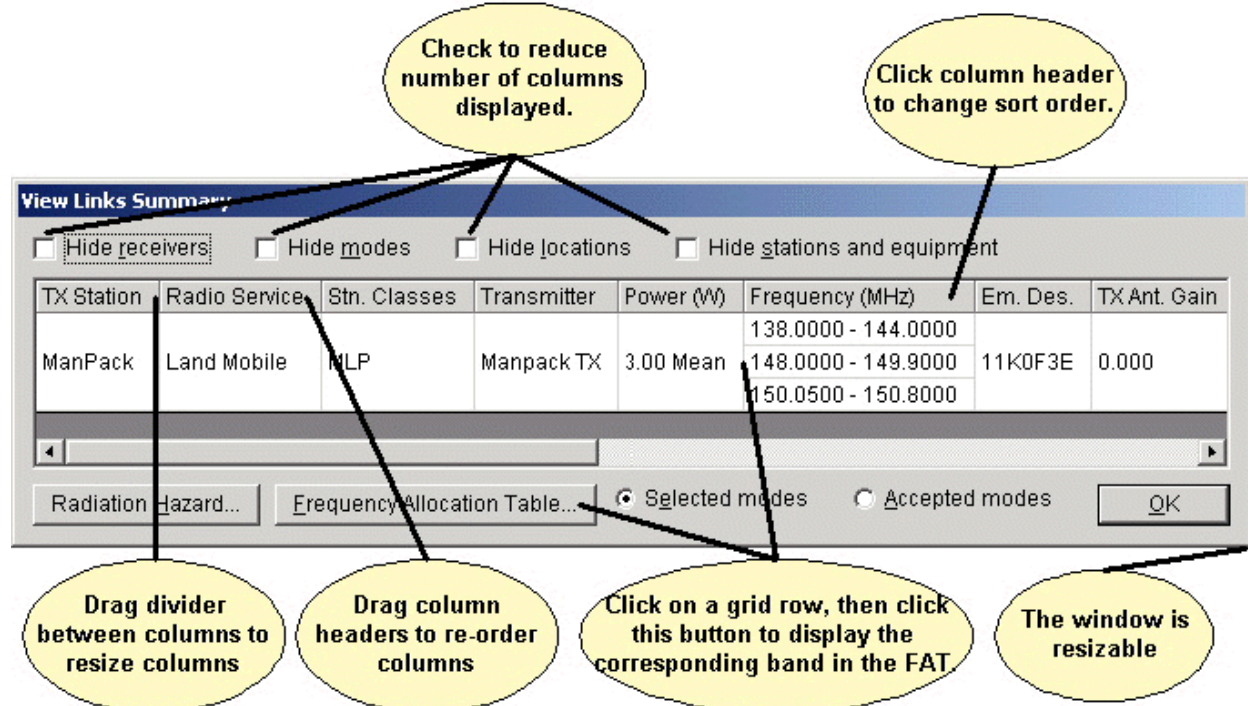 Check to reduce
number of columns
displayed.
Click column header
to change sort order.
View Links Summary
Hide receivers
Hide modes
Hide locations
Hide stations and equipment
TX Station
Radio Service
Stn. Classes
Transmitter
Power (W)
Frequency (MHz)
Em. Des.
TX Ant. Gain
138.0000 - 144.0000
ManPack
Land Mobile
MLP
Manpack TX
3.00 Mean
148.0000 - 149.9000
11K0F3E
0.000
150.0500 - 150.8000
Radiation Hazard...
Frequency Allocation Table...
Selected modes
Accepted modes
OK
Drag divider
between columns to
resize columns
Drag column
headers to re-order
columns
Click on a grid row, then click
this button to display the
corresponding band in the FAT.
The window is
resizable